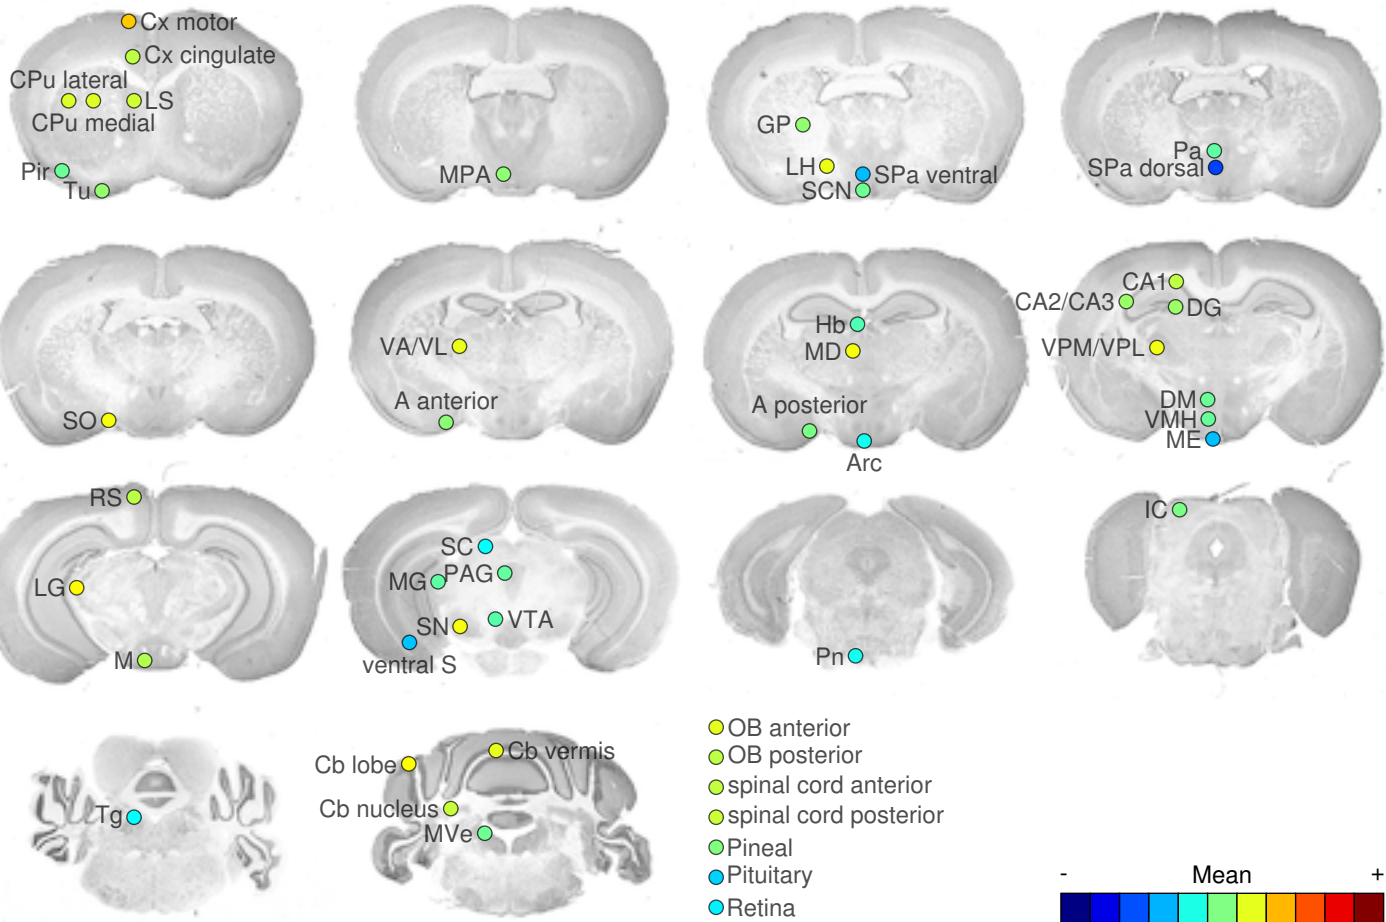 Cx motor
Cx cingulate
CPu lateral
LS
CPu medial
Pir
Tu
MPA
GP
LH
SPa ventral
SCN
Pa
SPa dorsal
SO
VA/VL
A anterior
Hb
MD
A posterior
Arc
CA1
CA2/CA3
DG
VPM/VPL
DM
VMH
ME
RS
LG
M
SC
MG
PAG
SN
VTA
ventral S
Pn
IC
Tg
Cb lobe
Cb vermis
Cb nucleus
MVe
OB anterior
OB posterior
spinal cord anterior
spinal cord posterior
Pineal
Pituitary
Retina
- Mean +